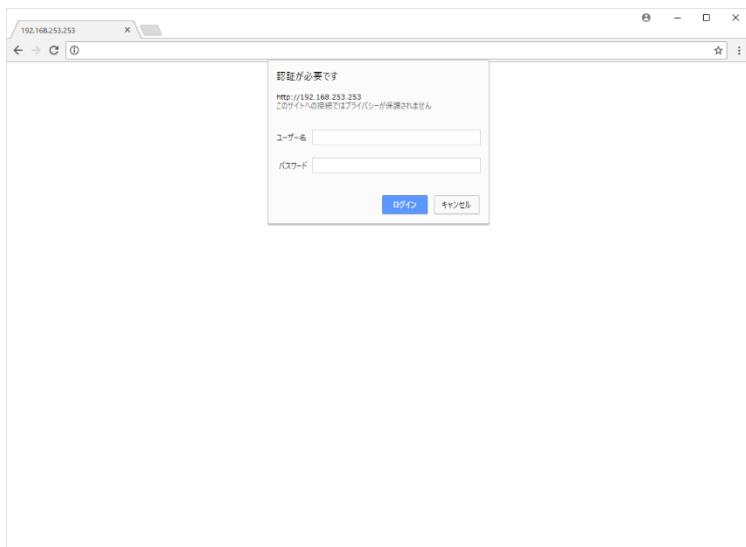 192.168.253.253
認証が必要です
http://192.168.253.253
このサイトへの接続ではプライバシーが保護されません
ユーザー名
パスワード
ログイン
キャンセル